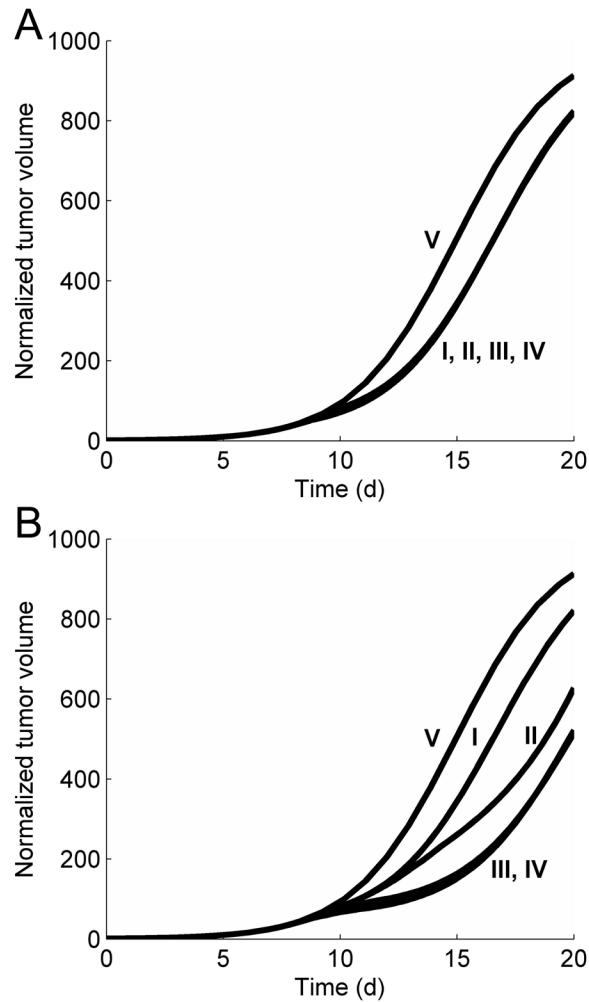 A
1000
800
600
400
200
0
Normalized tumor volume
V
I, II, III, IV
0 5 10 15 20
Time (d)
B
1000
800
600
400
200
0
Normalized tumor volume
V I II
III, IV
0 5 10 15 20
Time (d)